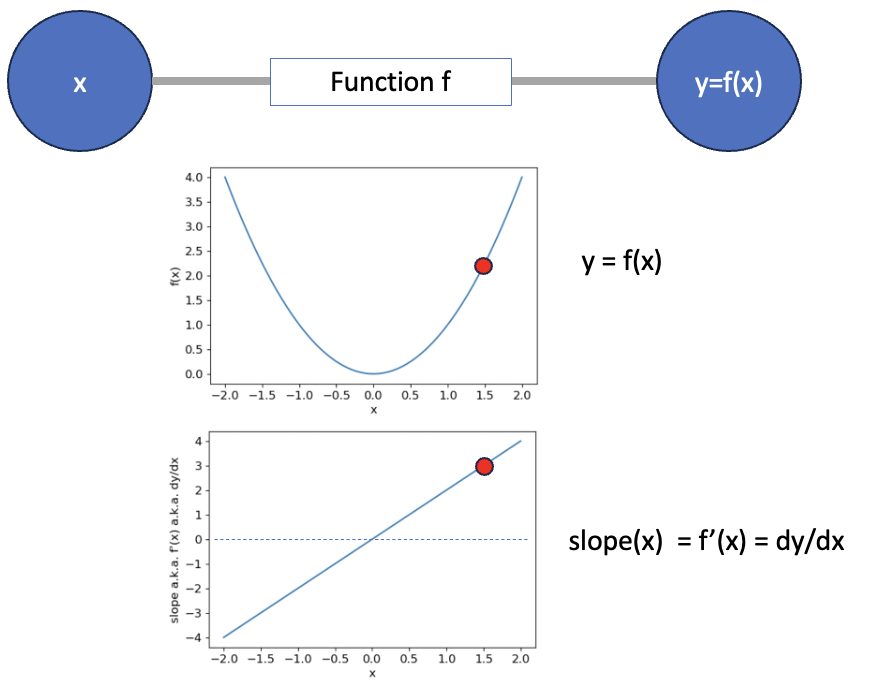 x
Function f
y=f(x)
4.0
3.5
3.0
2.5
2.0
1.5
1.0
0.5
0.0
f(x)
−2.0 −1.5 −1.0 −0.5 0.0 0.5 1.0 1.5 2.0
x
y = f(x)
4
3
2
1
0
−1
−2
−3
−4
slope a.k.a. f'(x) a.k.a. dy/dx
−2.0 −1.5 −1.0 −0.5 0.0 0.5 1.0 1.5 2.0
x
slope(x) = f’(x) = dy/dx